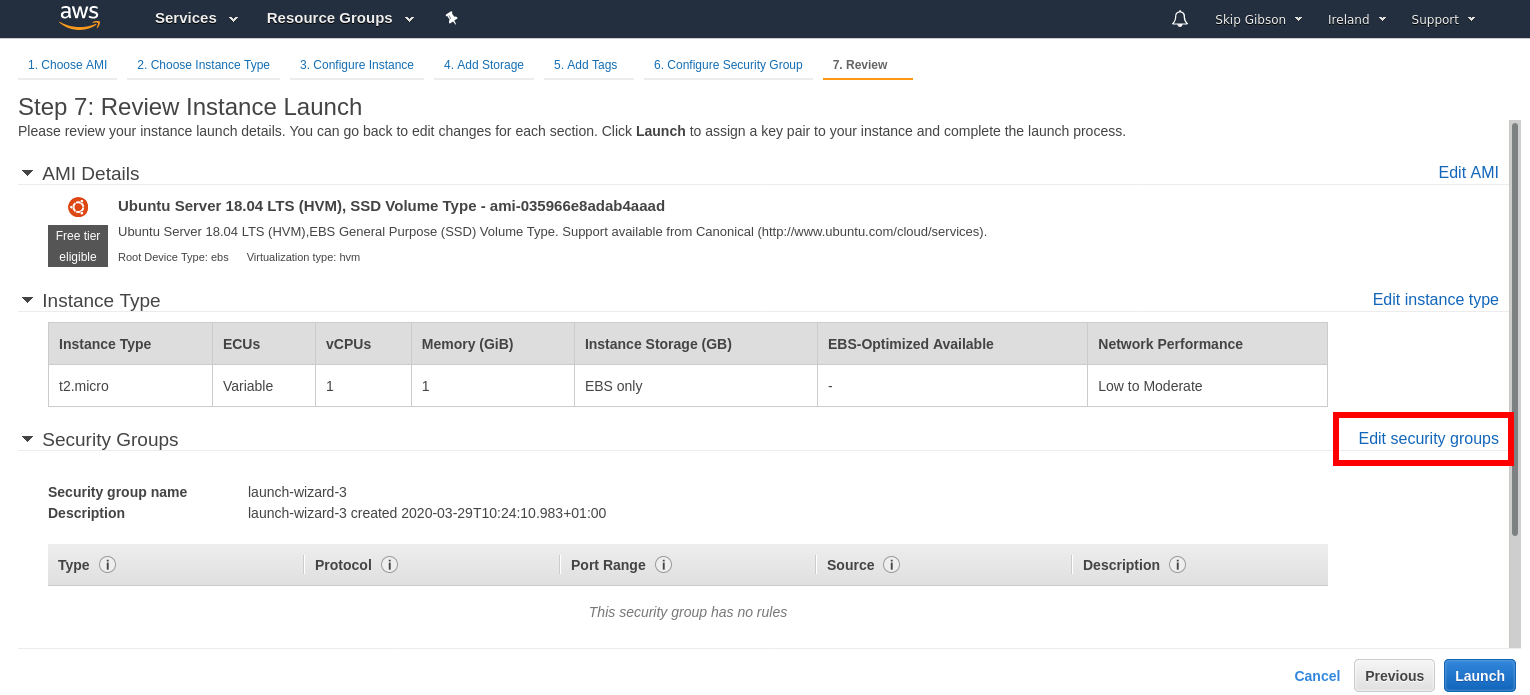 aws Services Resource Groups Skip Gibson Ireland Support
1. Choose AMI 2. Choose Instance Type 3. Configure Instance 4. Add Storage 5. Add Tags 6. Configure Security Group 7. Review
Step 7: Review Instance Launch
Please review your instance launch details. You can go back to edit changes for each section. Click Launch to assign a key pair to your instance and complete the launch process.
AMI Details Edit AMI
Ubuntu Server 18.04 LTS (HVM), SSD Volume Type - ami-035966e8adab4aaad
Free tier eligible
Ubuntu Server 18.04 LTS (HVM),EBS General Purpose (SSD) Volume Type. Support available from Canonical (http://www.ubuntu.com/cloud/services).
Root Device Type: ebs Virtualization type: hvm
Instance Type Edit instance type
Instance Type ECUs vCPUs Memory (GiB) Instance Storage (GB) EBS-Optimized Available Network Performance
t2.micro Variable 1 1 EBS only - Low to Moderate
Security Groups Edit security groups
Security group name launch-wizard-3
Description launch-wizard-3 created 2020-03-29T10:24:10.983+01:00
Type i Protocol i Port Range i Source i Description i
This security group has no rules
Cancel Previous Launch